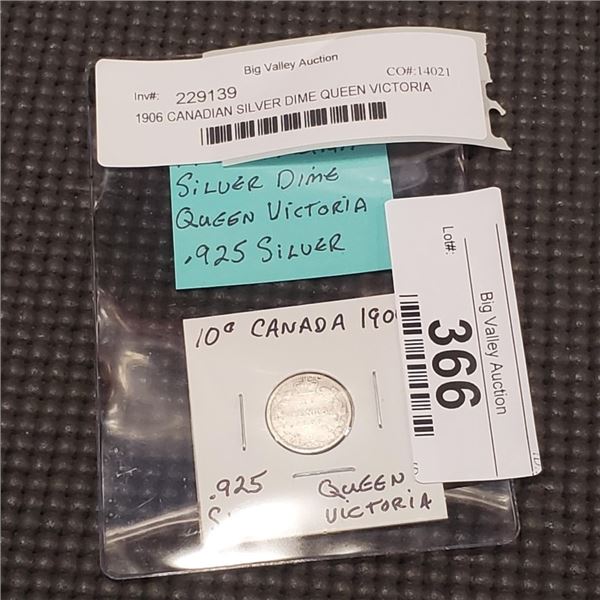 Big Valley Auction
Inv#: 229139 CO#:14021
1906 CANADIAN SILVER DIME QUEEN VICTORIA
SILVER DIME
QUEEN VICTORIA
.925 SILVER
Lot#:
366
Big Valley Auction
10¢ CANADA 190
.925 QUEEN
VICTORIA